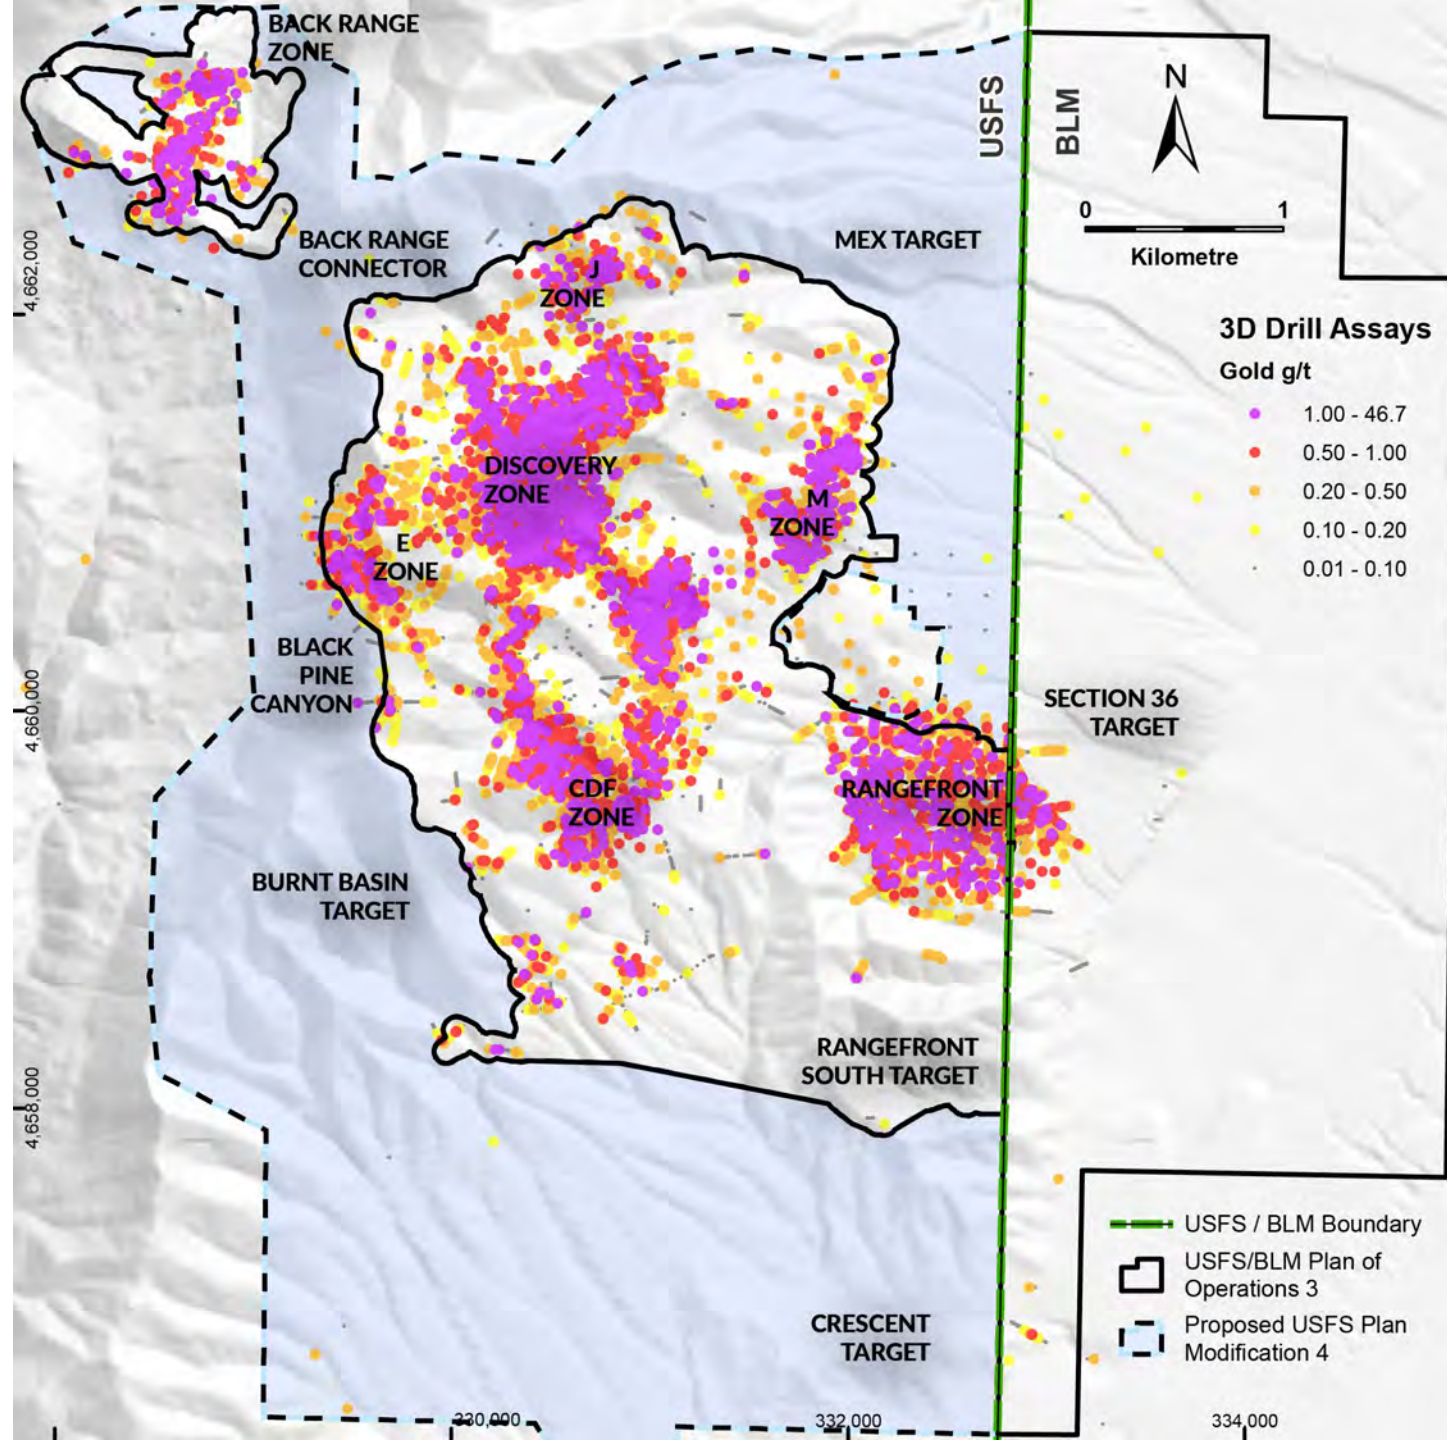 BACK RANGE
ZONE
USFS
BLM
N
0 1
Kilometre
BACK RANGE
CONNECTOR
MEX TARGET
J
ZONE
4,662,000
3D Drill Assays
Gold g/t
1.00 - 46.7
0.50 - 1.00
0.20 - 0.50
0.10 - 0.20
0.01 - 0.10
DISCOVERY
ZONE
M
ZONE
E
ZONE
BLACK
PINE
CANYON
4,660,000
SECTION 36
TARGET
CDF
ZONE
RANGEFRONT
ZONE
BURNT BASIN
TARGET
RANGEFRONT
SOUTH TARGET
4,658,000
USFS / BLM Boundary
USFS/BLM Plan of
Operations 3
Proposed USFS Plan
Modification 4
CRESCENT
TARGET
330,000
332,000
334,000